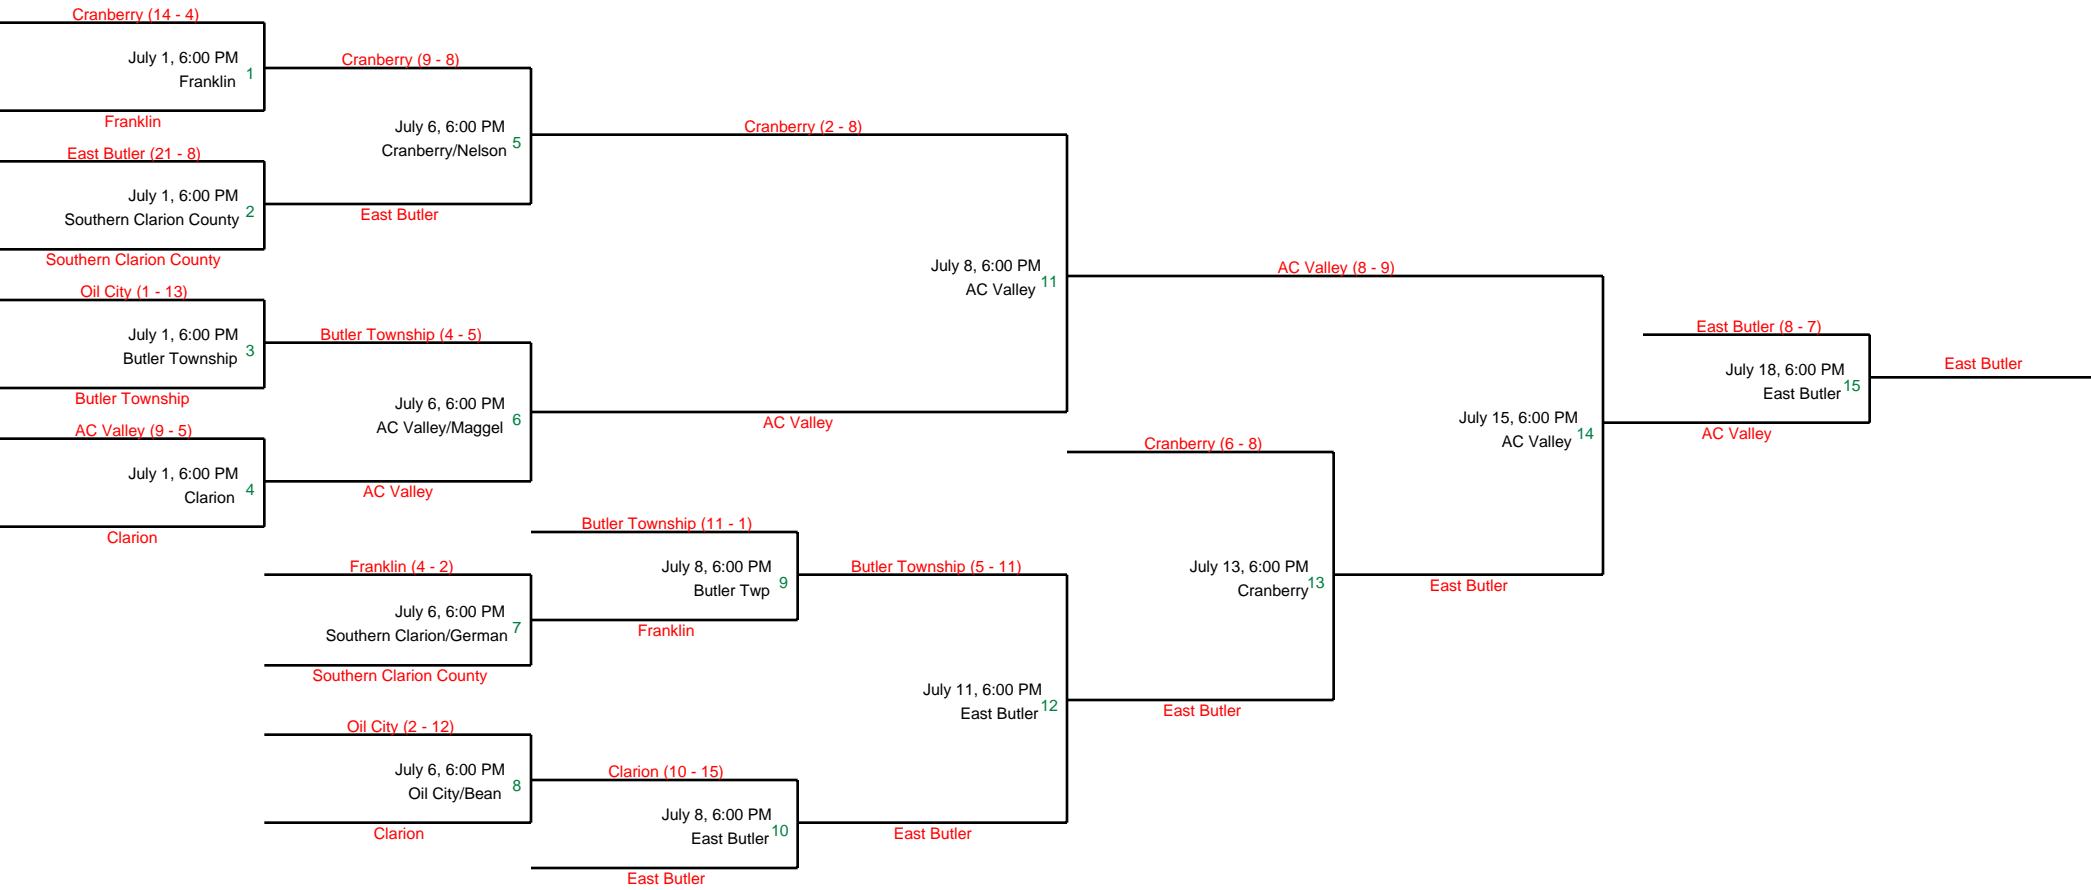 Cranberry (14 - 4)
July 1, 6:00 PM
Franklin 1
Franklin
East Butler (21 - 8)
July 1, 6:00 PM
Southern Clarion County 2
Southern Clarion County
Oil City (1 - 13)
July 1, 6:00 PM
Butler Township 3
Butler Township
AC Valley (9 - 5)
July 1, 6:00 PM
Clarion 4
Clarion
Cranberry (9 - 8)
July 6, 6:00 PM
Cranberry/Nelson 5
East Butler
Butler Township (4 - 5)
July 6, 6:00 PM
AC Valley/Maggel 6
AC Valley
Franklin (4 - 2)
July 6, 6:00 PM
Southern Clarion/German 7
Southern Clarion County
Oil City (2 - 12)
July 6, 6:00 PM
Oil City/Bean 8
Clarion
Cranberry (2 - 8)
July 8, 6:00 PM
AC Valley 11
AC Valley
Butler Township (11 - 1)
July 8, 6:00 PM
Butler Twp 9
Franklin
Clarion (10 - 15)
July 8, 6:00 PM
East Butler 10
East Butler
Butler Township (5 - 11)
July 11, 6:00 PM
East Butler 12
East Butler
Cranberry (6 - 8)
July 13, 6:00 PM
Cranberry 13
East Butler
AC Valley (8 - 9)
July 15, 6:00 PM
AC Valley 14
East Butler
East Butler (8 - 7)
July 18, 6:00 PM
East Butler 15
AC Valley
East Butler